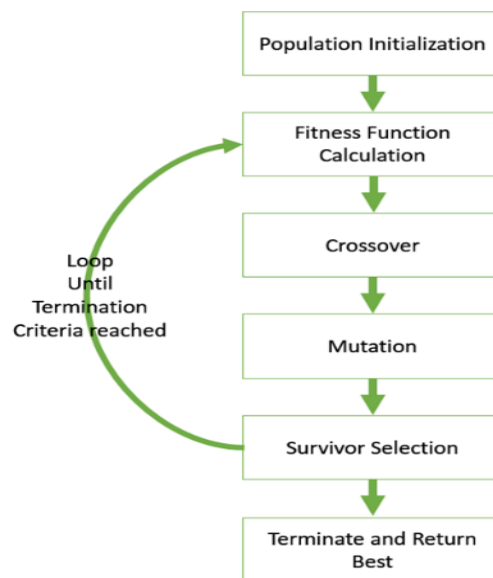 Population Initialization
Fitness Function
Calculation
Crossover
Loop
Until
Termination
Criteria reached
Mutation
Survivor Selection
Terminate and Return
Best